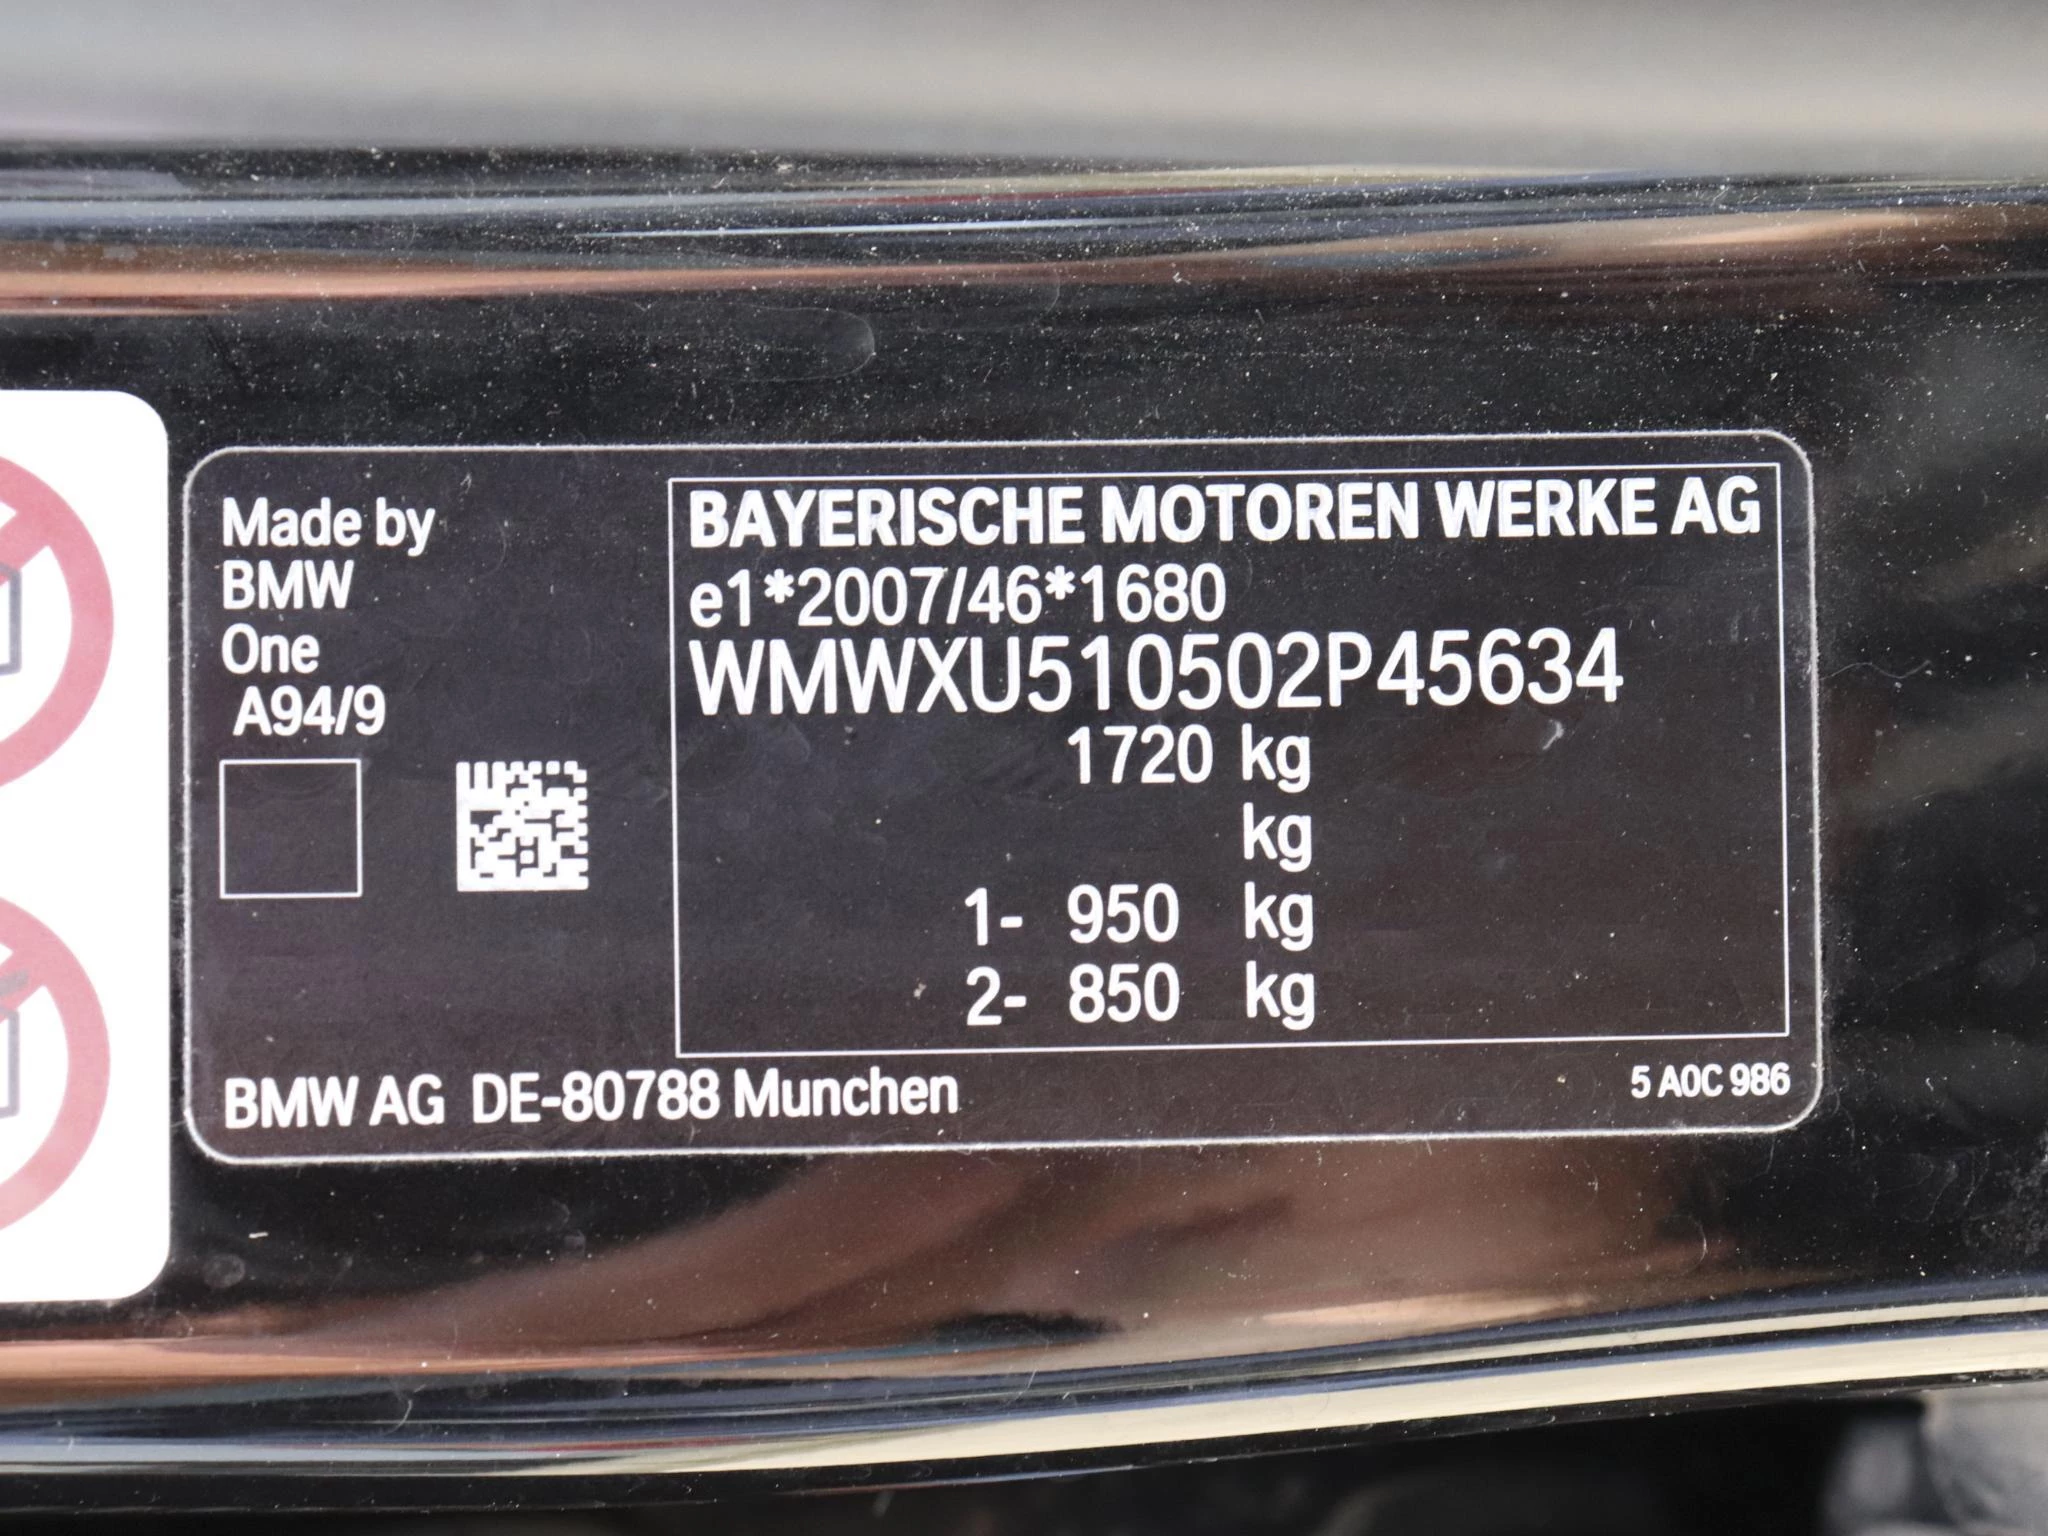 Made by
BMW
One
A94/9
BAYERISCHE MOTOREN WERKE AG
e1*2007/46*1680
WMWXU510502P45634
1720 kg
kg
1- 950 kg
2- 850 kg
BMW AG DE-80788 Munchen
5 A0C 986